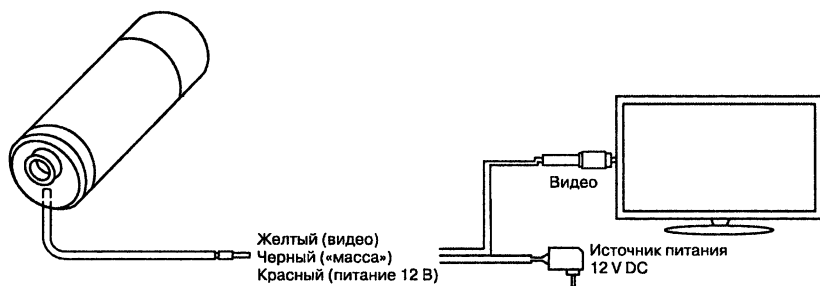 Желтый (видео)
Черный («масса»)
Красный (питание 12 В)
Видео
Источник питания
12 V DC